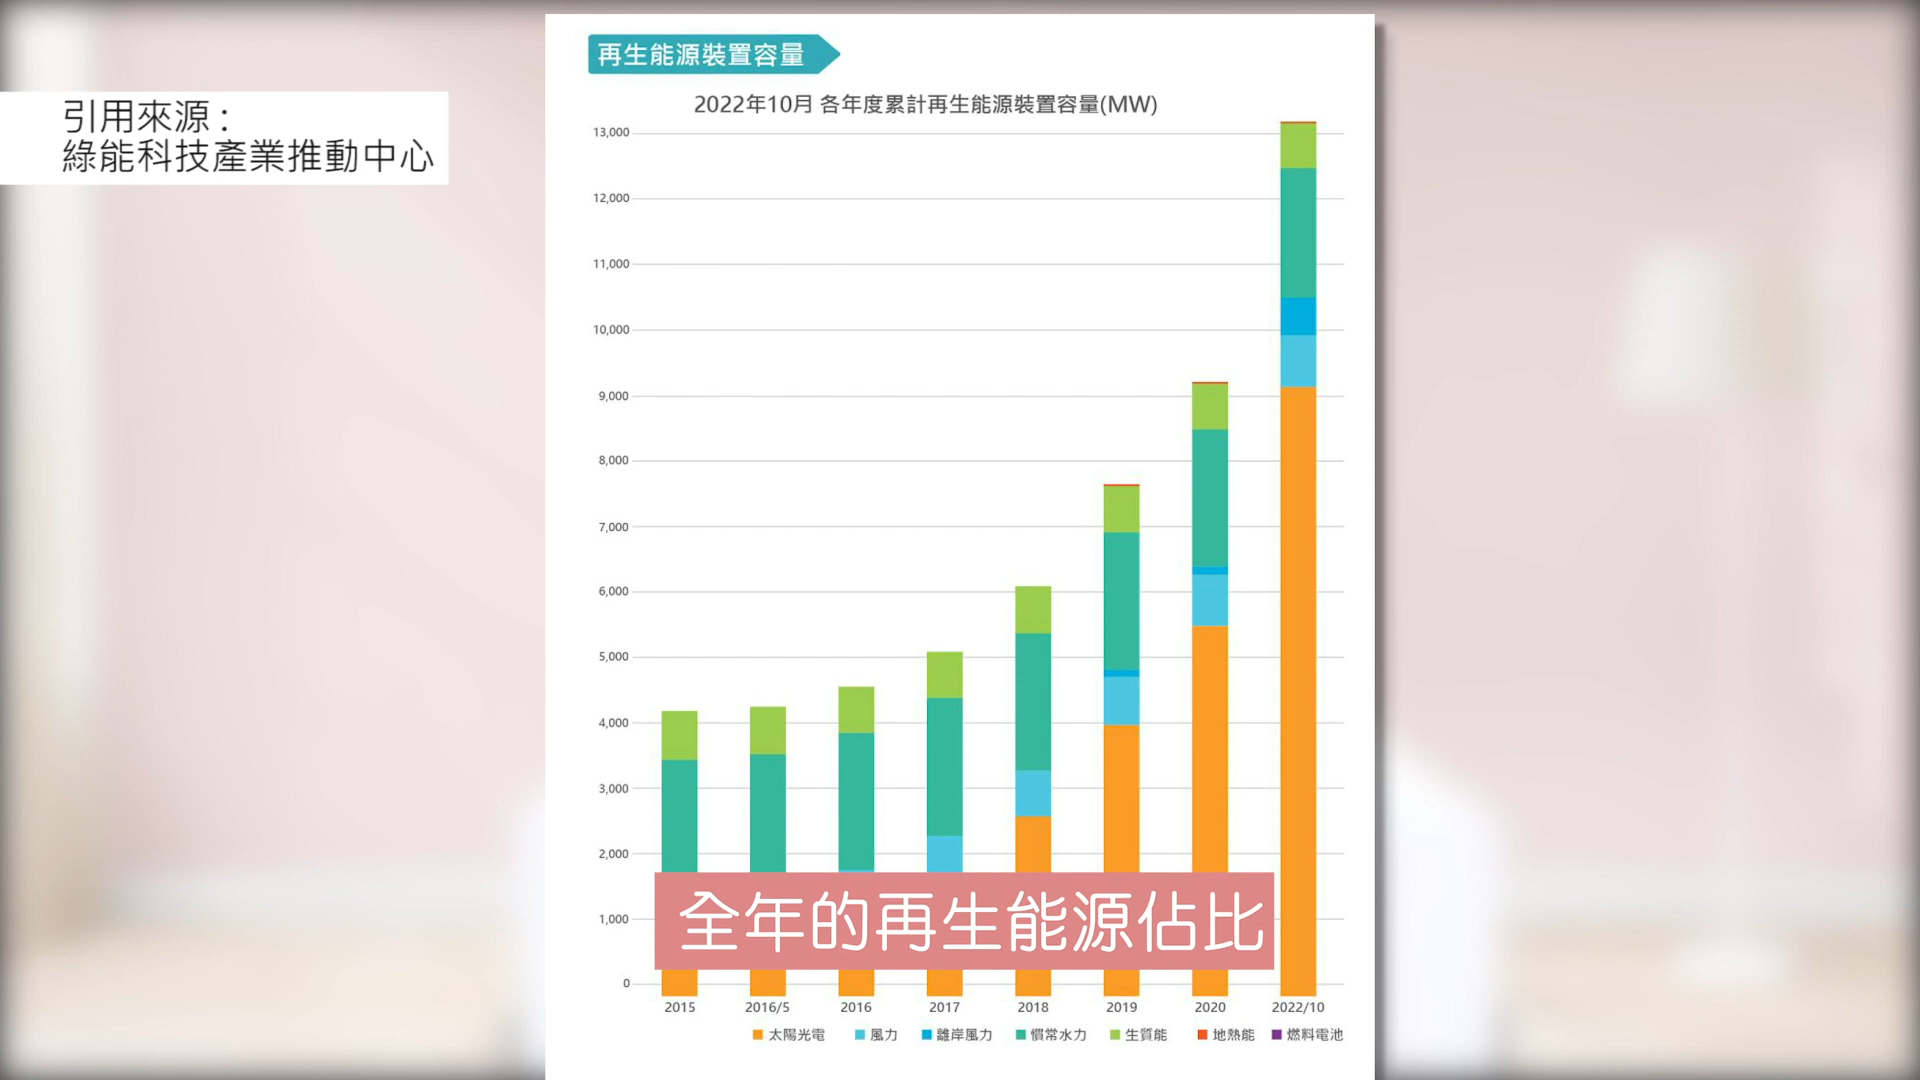 再生能源裝置容量
引用來源：
綠能科技產業推動中心
2022年10月 各年度累計再生能源裝置容量(MW)
13,000
12,000
11,000
10,000
9,000
8,000
7,000
6,000
5,000
4,000
3,000
2,000
1,000
0
全年的再生能源佔比
2015 2016/5 2016 2017 2018 2019 2020 2022/10
太陽光電 風力 離岸風力 慣常水力 生質能 地熱能 燃料電池